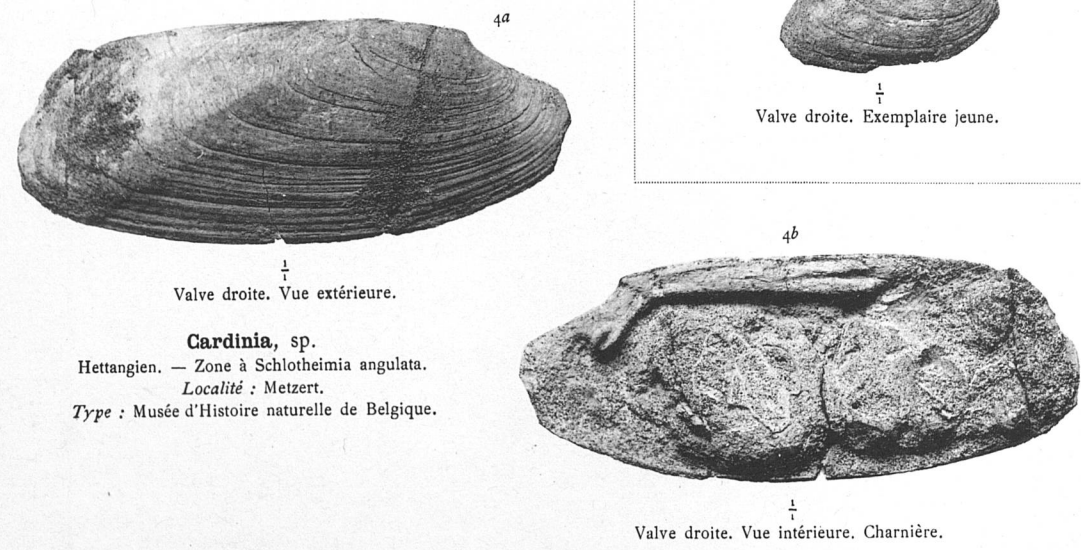 4a
1/1
Valve droite. Vue extérieure.
Cardinia, sp.
Hettangien. — Zone à Schlotheimia angulata.
Localité : Metzert.
Type : Musée d'Histoire naturelle de Belgique.
1/1
Valve droite. Exemplaire jeune.
4b
1/1
Valve droite. Vue intérieure. Charnière.